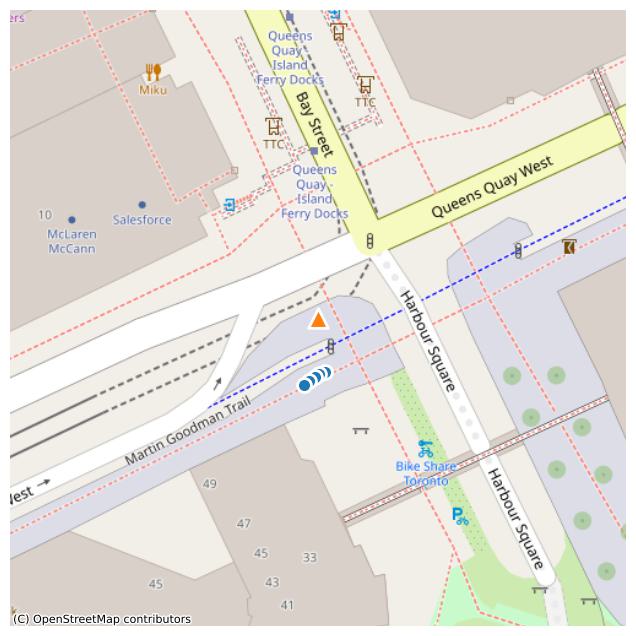 ers
Queens
Quay
Island
Ferry Docks
Miku
TTC
Bay Street
TTC
Queens
Quay -
Island
Ferry Docks
Queens Quay West
10
Salesforce
McLaren
McCann
Harbour Square
Martin Goodman Trail
West →
Bike Share
Toronto
Harbour Square
P
49
47
45
33
43
45
41
(C) OpenStreetMap contributors